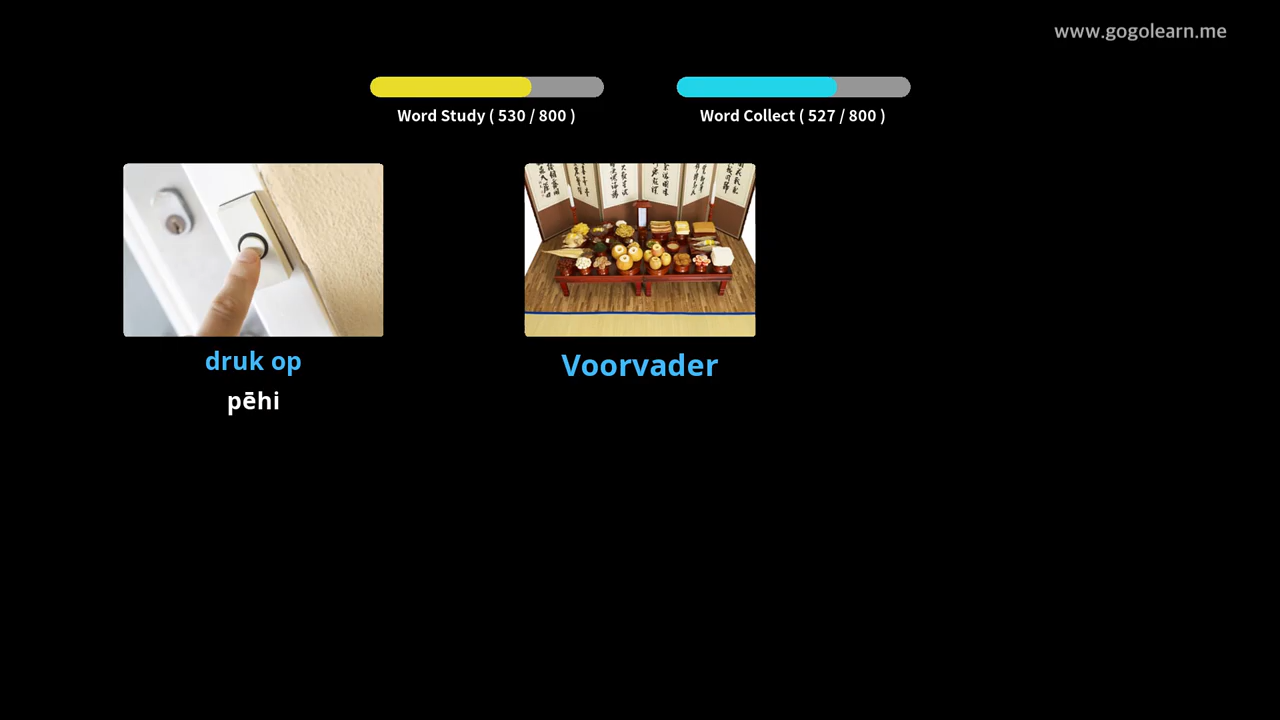 www.gogolearn.me
Word Study ( 530 / 800 )
Word Collect ( 527 / 800 )
druk op
pēhi
Voorvader